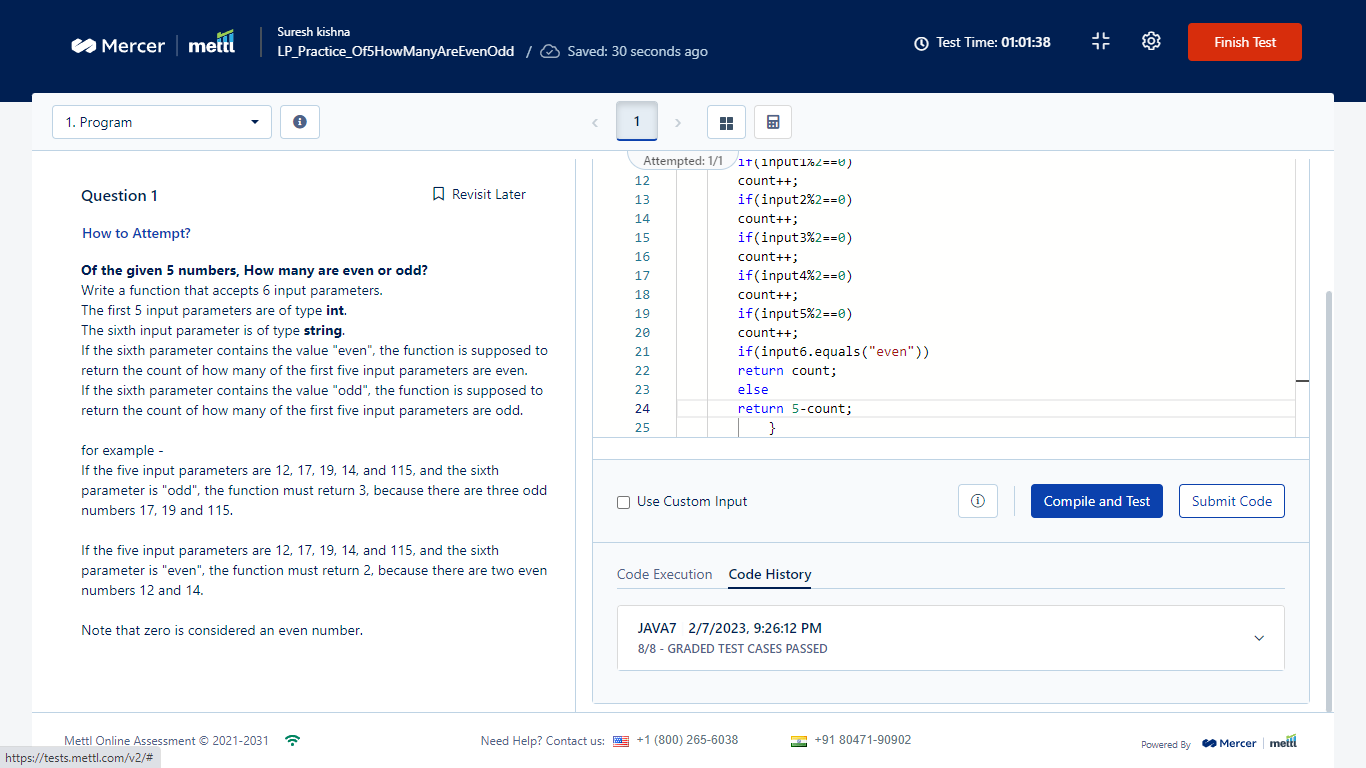 Mercer | mettl
Suresh kishna
LP_Practice_Of5HowManyAreEvenOdd / Saved: 30 seconds ago
Test Time: 01:01:38
Finish Test
1. Program
1
Attempted: 1/1
Question 1
Revisit Later
How to Attempt?
Of the given 5 numbers, How many are even or odd?
Write a function that accepts 6 input parameters.
The first 5 input parameters are of type int.
The sixth input parameter is of type string.
If the sixth parameter contains the value "even", the function is supposed to
return the count of how many of the first five input parameters are even.
If the sixth parameter contains the value "odd", the function is supposed to
return the count of how many of the first five input parameters are odd.
for example -
If the five input parameters are 12, 17, 19, 14, and 115, and the sixth
parameter is "odd", the function must return 3, because there are three odd
numbers 17, 19 and 115.
If the five input parameters are 12, 17, 19, 14, and 115, and the sixth
parameter is "even", the function must return 2, because there are two even
numbers 12 and 14.
Note that zero is considered an even number.
if(input1%2==0)
12 count++;
13 if(input2%2==0)
14 count++;
15 if(input3%2==0)
16 count++;
17 if(input4%2==0)
18 count++;
19 if(input5%2==0)
20 count++;
21 if(input6.equals("even"))
22 return count;
23 else
24 return 5-count;
25 }
Use Custom Input
Compile and Test
Submit Code
Code Execution
Code History
JAVA7 2/7/2023, 9:26:12 PM
8/8 - GRADED TEST CASES PASSED
Mettl Online Assessment © 2021-2031
Need Help? Contact us: +1 (800) 265-6038
+91 80471-90902
Powered By Mercer | mettl
https://tests.mettl.com/v2/#